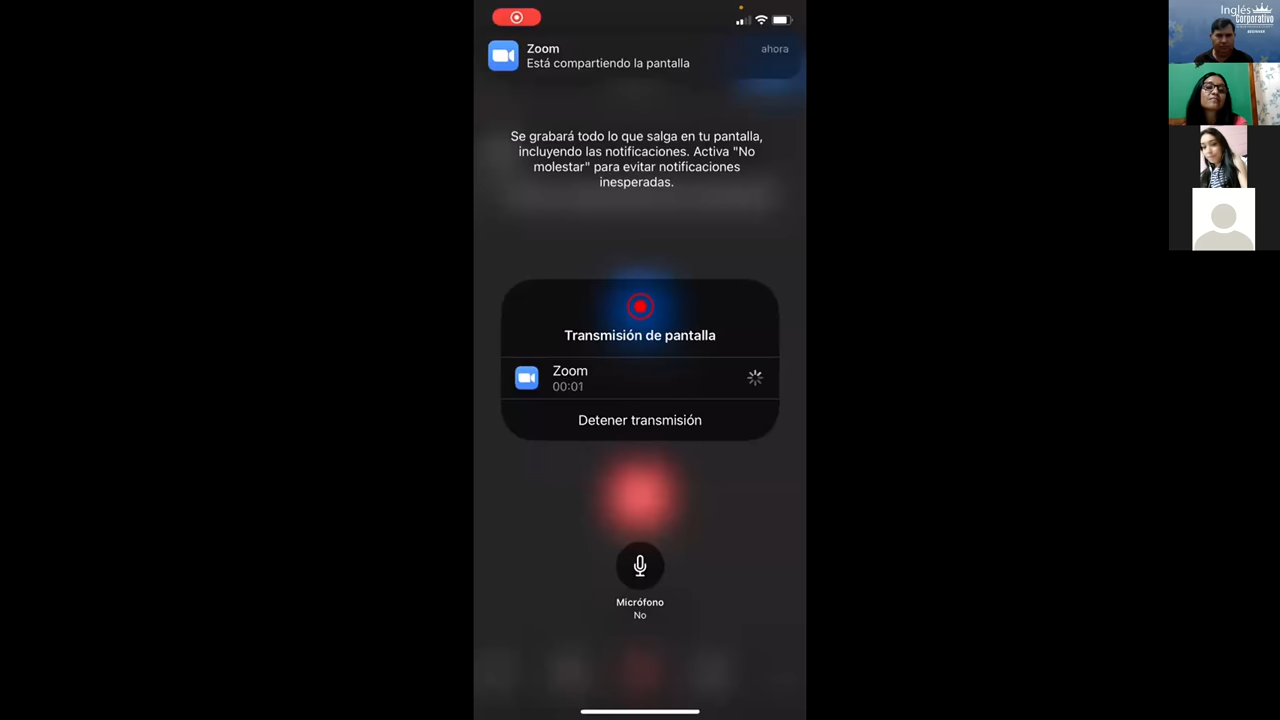 Zoom
ahora
Está compartiendo la pantalla
Se grabará todo lo que salga en tu pantalla,
incluyendo las notificaciones. Activa "No
molestar" para evitar notificaciones
inesperadas.
Transmisión de pantalla
Zoom
00:01
Detener transmisión
Micrófono
No
Inglés
Corporativo
BEGINNER